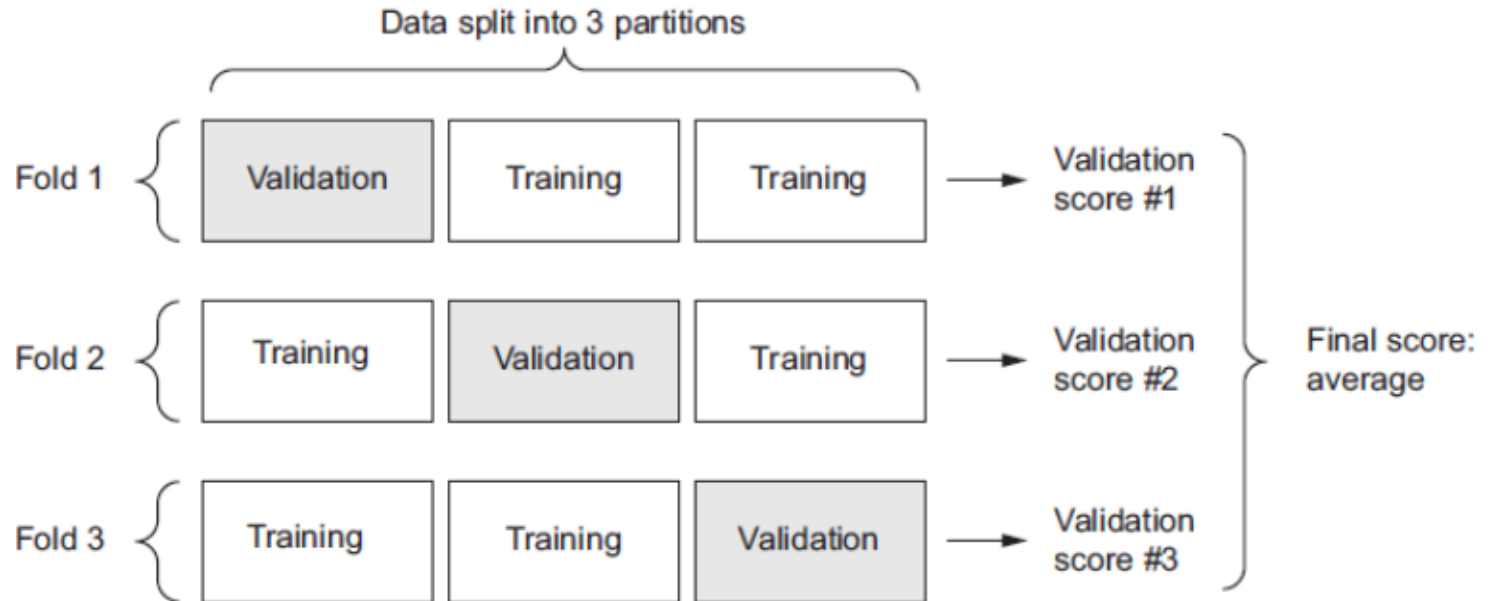 Data split into 3 partitions
Fold 1
Validation
Training
Training
Validation
score #1
Fold 2
Training
Validation
Training
Validation
score #2
Final score:
average
Fold 3
Training
Training
Validation
Validation
score #3